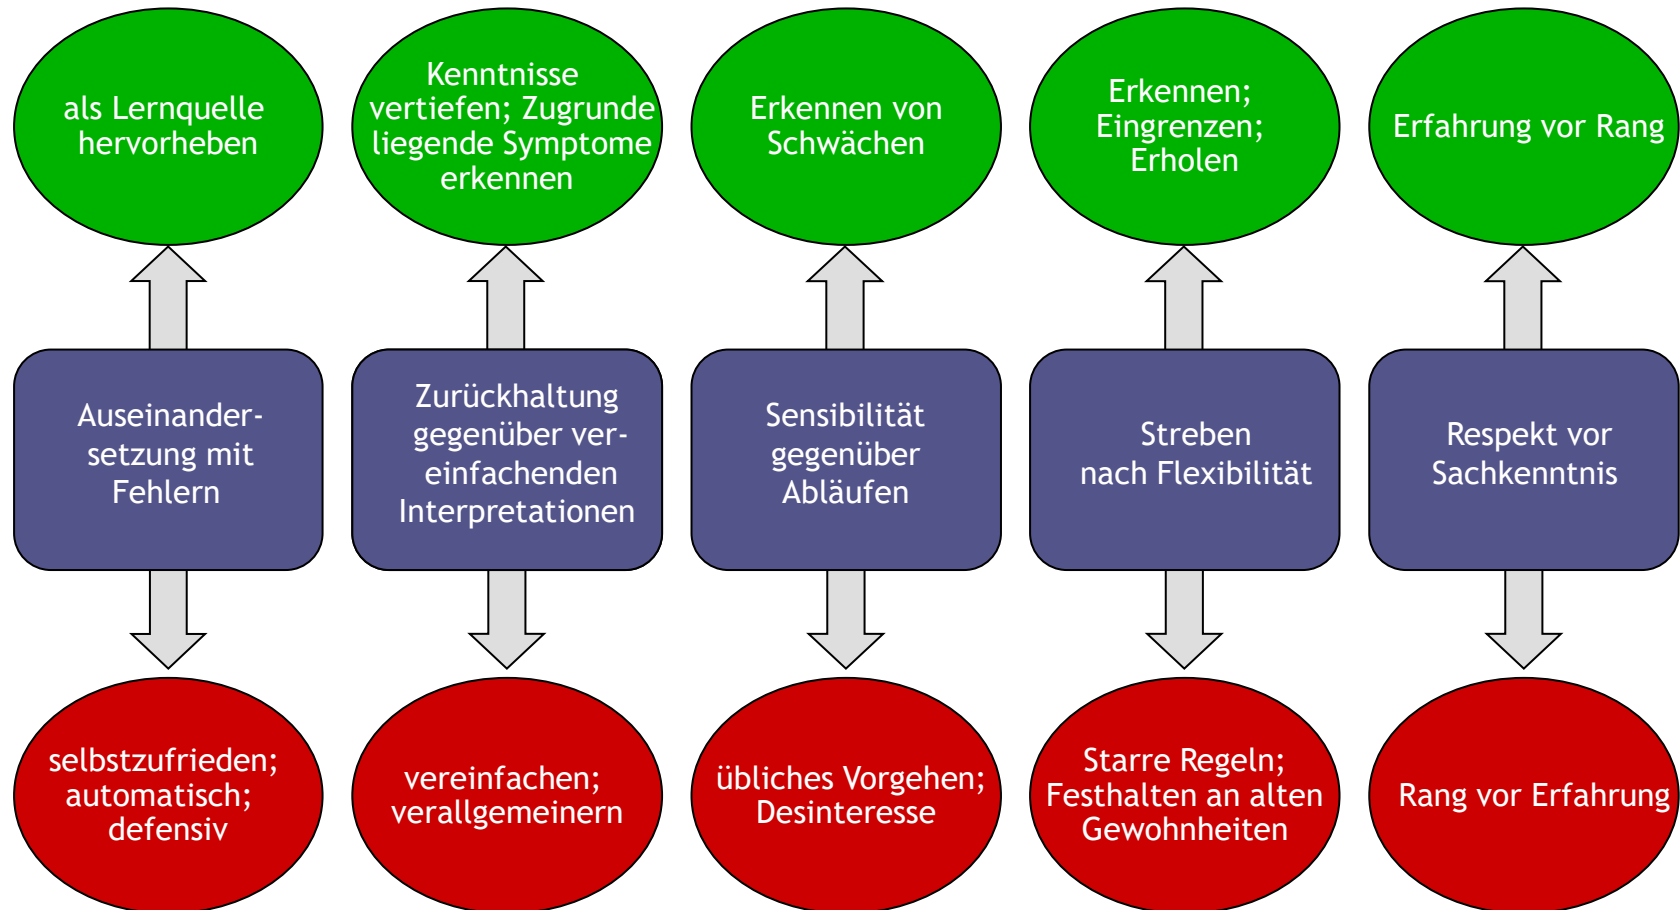 als Lernquelle
hervorheben
Kenntnisse
vertiefen; Zugrunde
liegende Symptome
erkennen
Erkennen von
Schwächen
Erkennen;
Eingrenzen;
Erholen
Erfahrung vor Rang
Auseinander-
setzung mit
Fehlern
Zurückhaltung
gegenüber ver-
einfachenden
Interpretationen
Sensibilität
gegenüber
Abläufen
Streben
nach Flexibilität
Respekt vor
Sachkenntnis
selbstzufrieden;
automatisch;
defensiv
vereinfachen;
verallgemeinern
übliches Vorgehen;
Desinteresse
Starre Regeln;
Festhalten an alten
Gewohnheiten
Rang vor Erfahrung